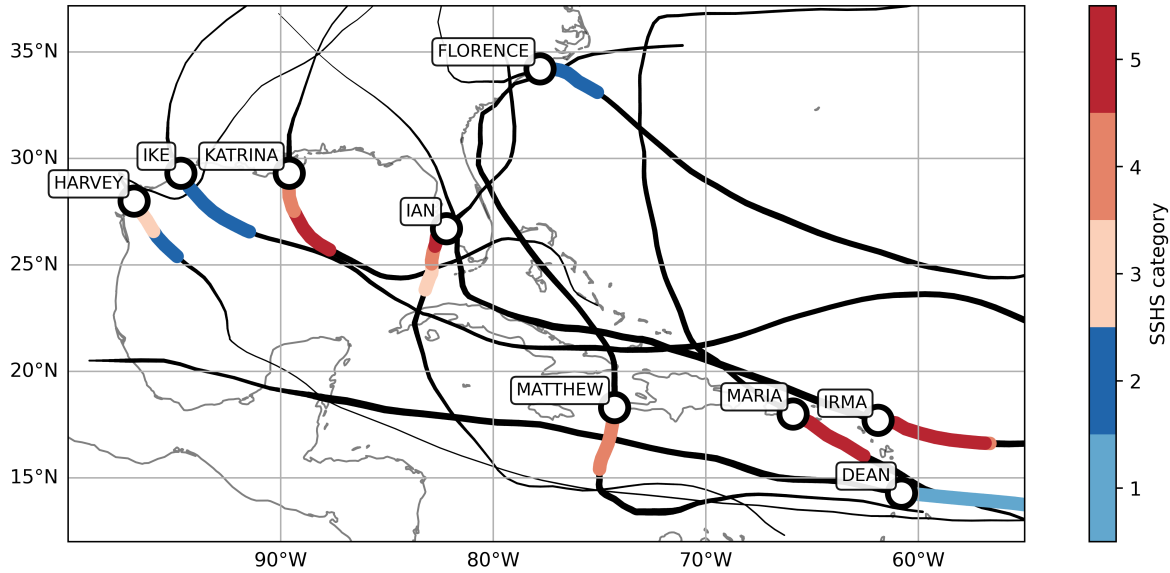 35°N
30°N
25°N
20°N
15°N
90°W
80°W
70°W
60°W
FLORENCE
IKE
KATRINA
HARVEY
IAN
MATTHEW
MARIA
IRMA
DEAN
5
4
3
2
1
SSHS category